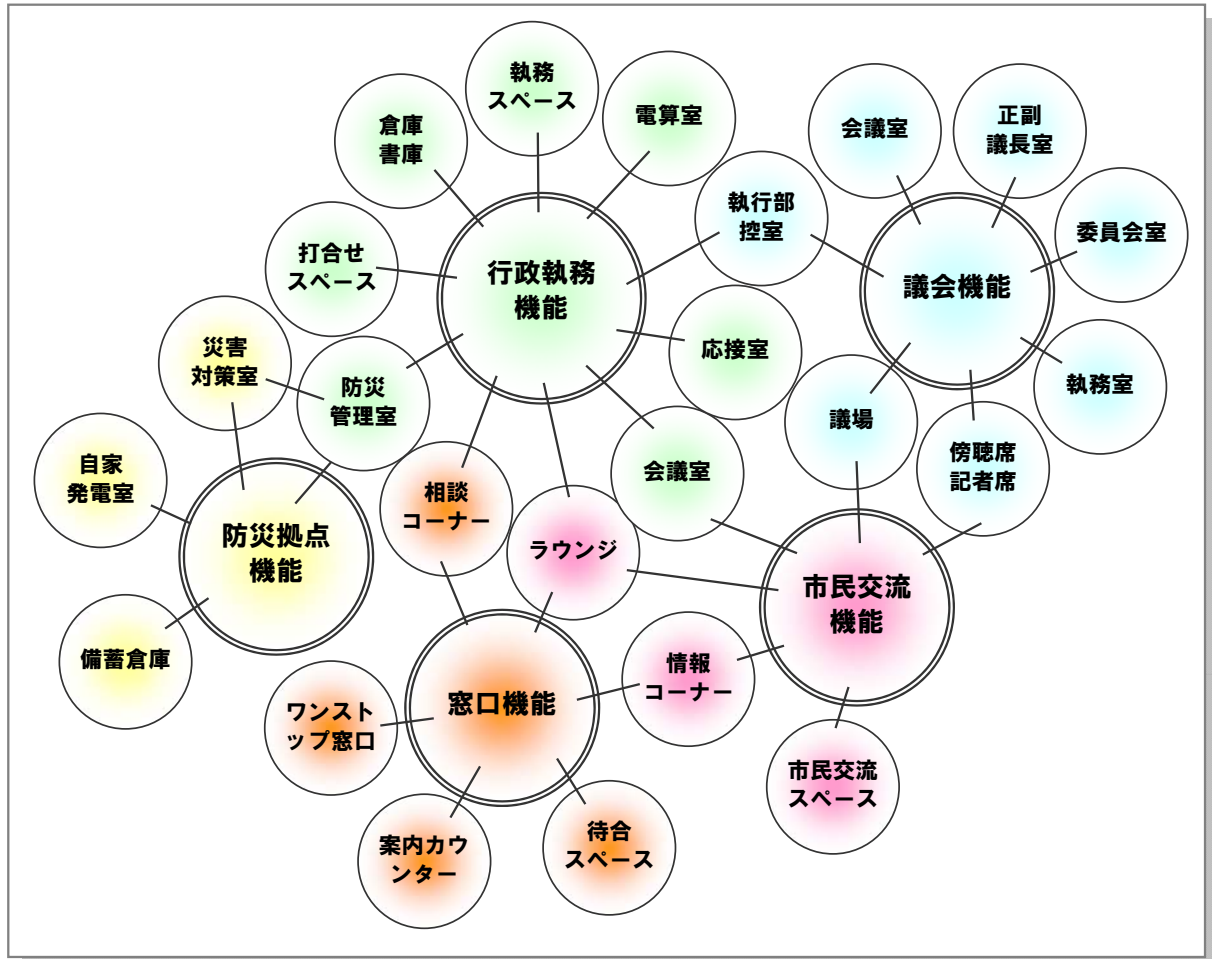 執務
スペース
電算室
倉庫
書庫
会議室
正副
議長室
執行部
控室
委員会室
打合せ
スペース
行政執務
機能
議会機能
災害
対策室
防災
管理室
応接室
執務室
議場
傍聴席
記者席
自家
発電室
相談
コーナー
会議室
防災拠点
機能
ラウンジ
市民交流
機能
備蓄倉庫
情報
コーナー
ワンスト
ップ窓口
窓口機能
市民交流
スペース
案内カウ
ンター
待合
スペース